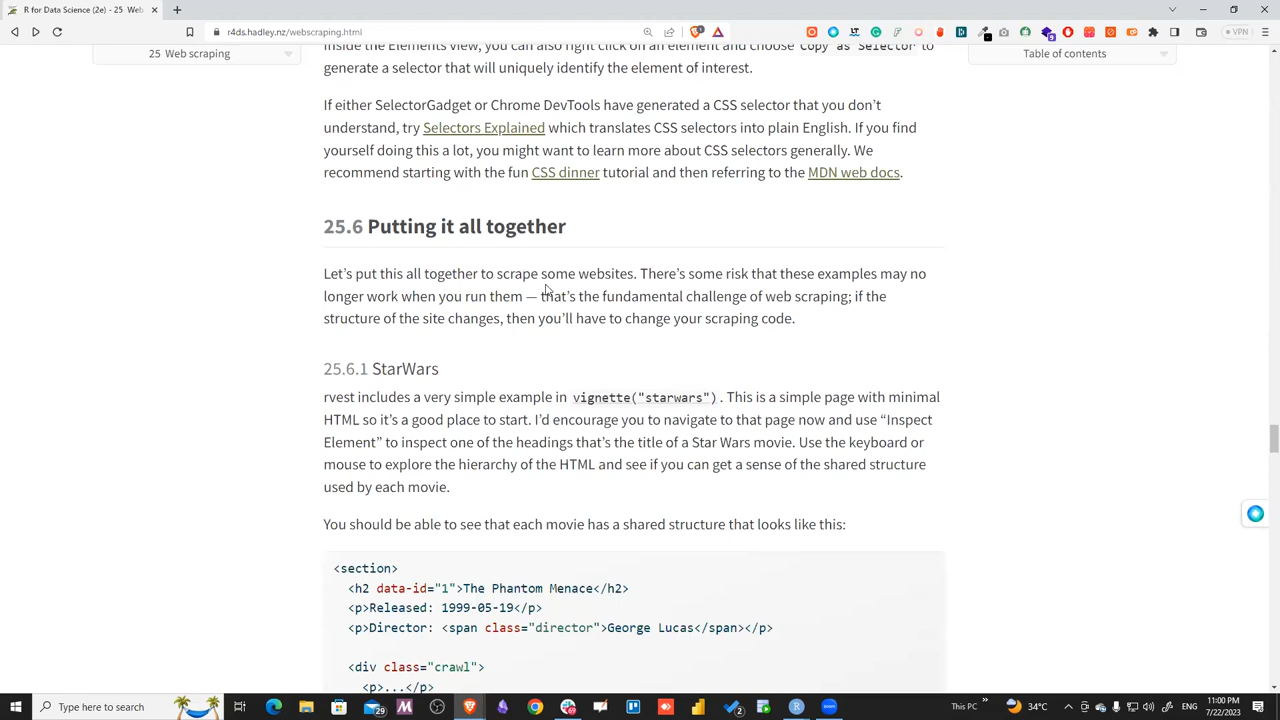 R for Data Science (2e) - 25 Web
r4ds.hadley.nz/webscraping.html
VPN
25 Web scraping
Table of contents
Inside the Elements view, you can also right click on an element and choose Copy as Selector to
generate a selector that will uniquely identify the element of interest.
If either SelectorGadget or Chrome DevTools have generated a CSS selector that you don't
understand, try Selectors Explained which translates CSS selectors into plain English. If you find
yourself doing this a lot, you might want to learn more about CSS selectors generally. We
recommend starting with the fun CSS dinner tutorial and then referring to the MDN web docs.
25.6 Putting it all together
Let's put this all together to scrape some websites. There's some risk that these examples may no
longer work when you run them — that's the fundamental challenge of web scraping; if the
structure of the site changes, then you'll have to change your scraping code.
25.6.1 StarWars
rvest includes a very simple example in vignette("starwars"). This is a simple page with minimal
HTML so it's a good place to start. I'd encourage you to navigate to that page now and use “Inspect
Element” to inspect one of the headings that's the title of a Star Wars movie. Use the keyboard or
mouse to explore the hierarchy of the HTML and see if you can get a sense of the shared structure
used by each movie.
You should be able to see that each movie has a shared structure that looks like this:
<section>
<h2 data-id="1">The Phantom Menace</h2>
<p>Released: 1999-05-19</p>
<p>Director: <span class="director">George Lucas</span></p>
<div class="crawl">
<p>...</p>
Type here to search
29
2
This PC
34°C
11:00 PM
7/22/2023